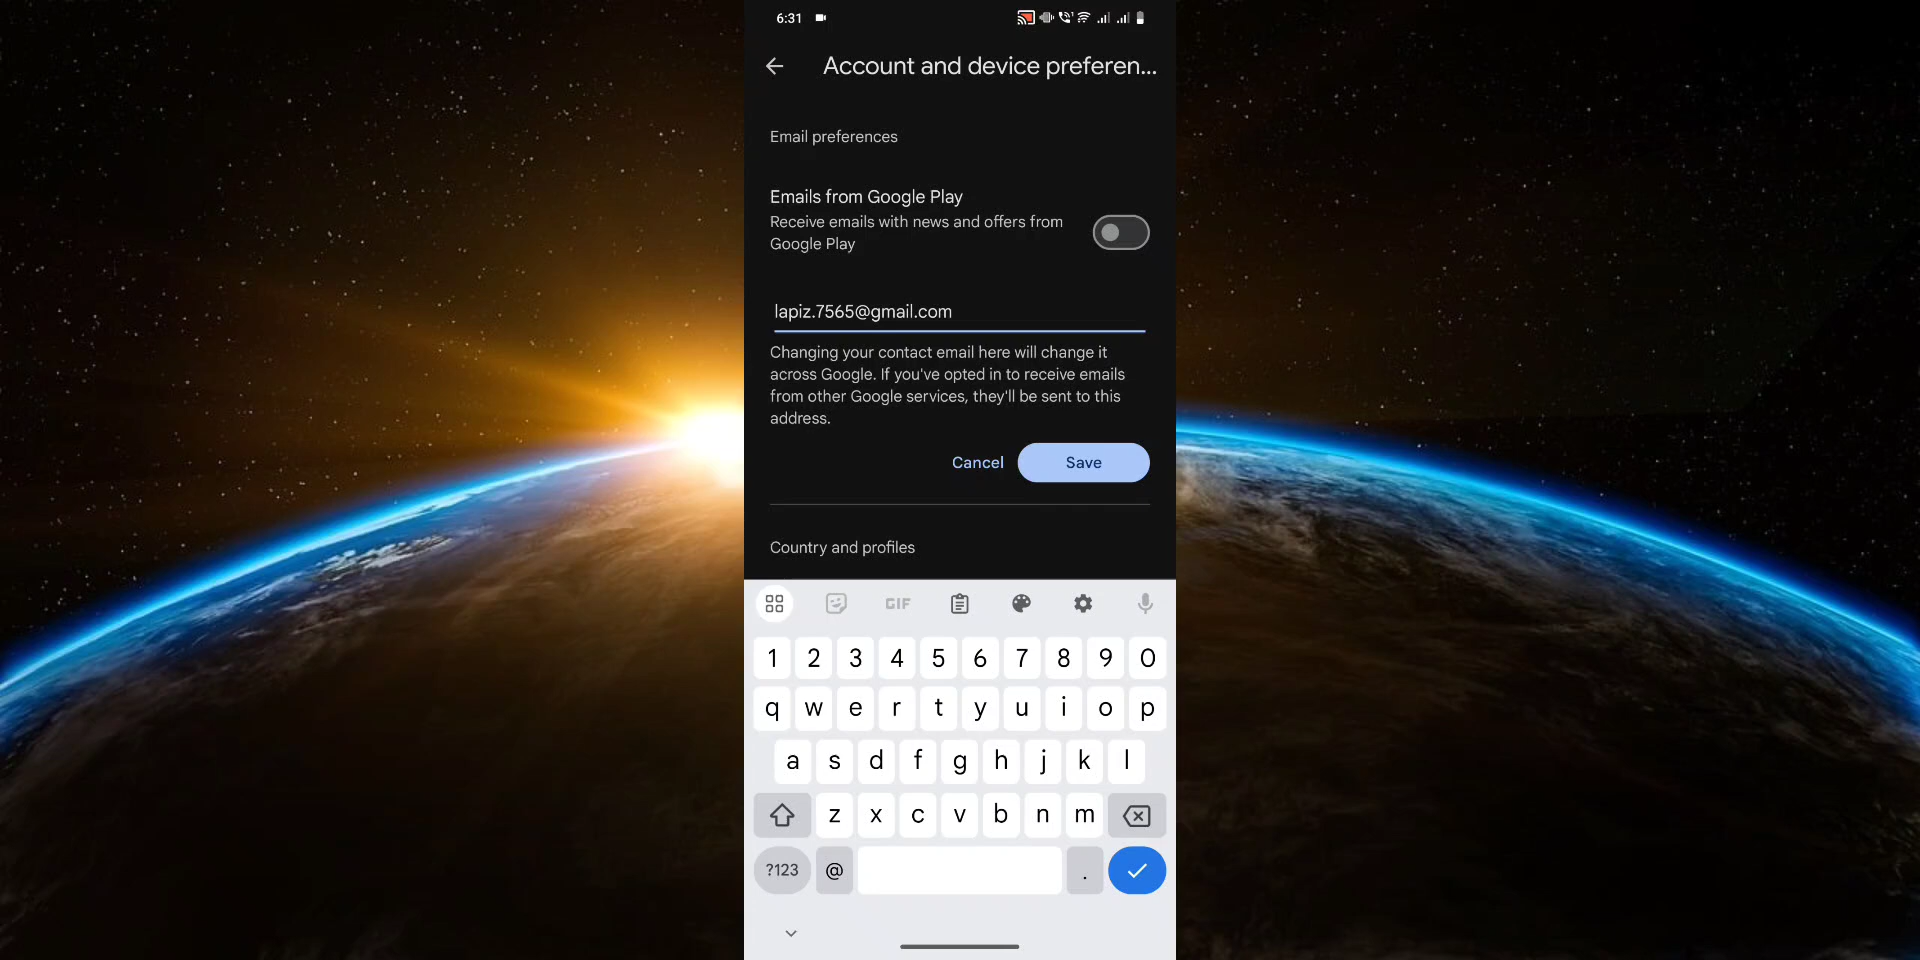 6:31
Account and device preferen...
Email preferences
Emails from Google Play
Receive emails with news and offers from
Google Play
lapiz.7565@gmail.com
Changing your contact email here will change it
across Google. If you've opted in to receive emails
from other Google services, they'll be sent to this
address.
Cancel Save
Country and profiles
GIF
1 2 3 4 5 6 7 8 9 0
q w e r t y u i o p
a s d f g h j k l
z x c v b n m
?123 @ .